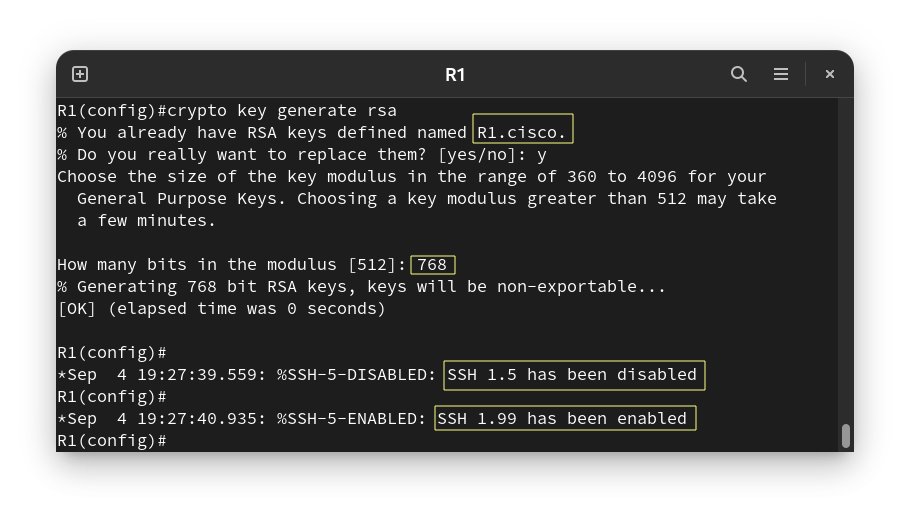 R1
R1(config)#crypto key generate rsa
% You already have RSA keys defined named R1.cisco.
% Do you really want to replace them? [yes/no]: y
Choose the size of the key modulus in the range of 360 to 4096 for your
  General Purpose Keys. Choosing a key modulus greater than 512 may take
  a few minutes.

How many bits in the modulus [512]: 768
% Generating 768 bit RSA keys, keys will be non-exportable...
[OK] (elapsed time was 0 seconds)

R1(config)#
*Sep  4 19:27:39.559: %SSH-5-DISABLED: SSH 1.5 has been disabled
R1(config)#
*Sep  4 19:27:40.935: %SSH-5-ENABLED: SSH 1.99 has been enabled
R1(config)#